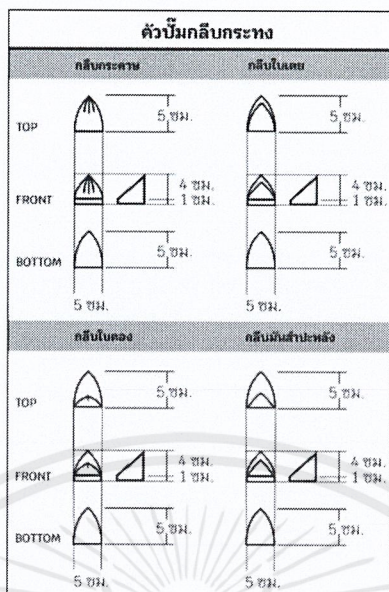 ตัวปั๊มกลีบกระทง
กลีบกระดาษ กลีบใบเตย
TOP 5 ซม. 5 ซม.
FRONT 4 ซม. 1 ซม. 4 ซม. 1 ซม.
BOTTOM 5 ซม. 5 ซม.
5 ซม. 5 ซม.
กลีบใบตอง กลีบมันสำปะหลัง
TOP 5 ซม. 5 ซม.
FRONT 4 ซม. 1 ซม. 4 ซม. 1 ซม.
BOTTOM 5 ซม. 5 ซม.
5 ซม. 5 ซม.